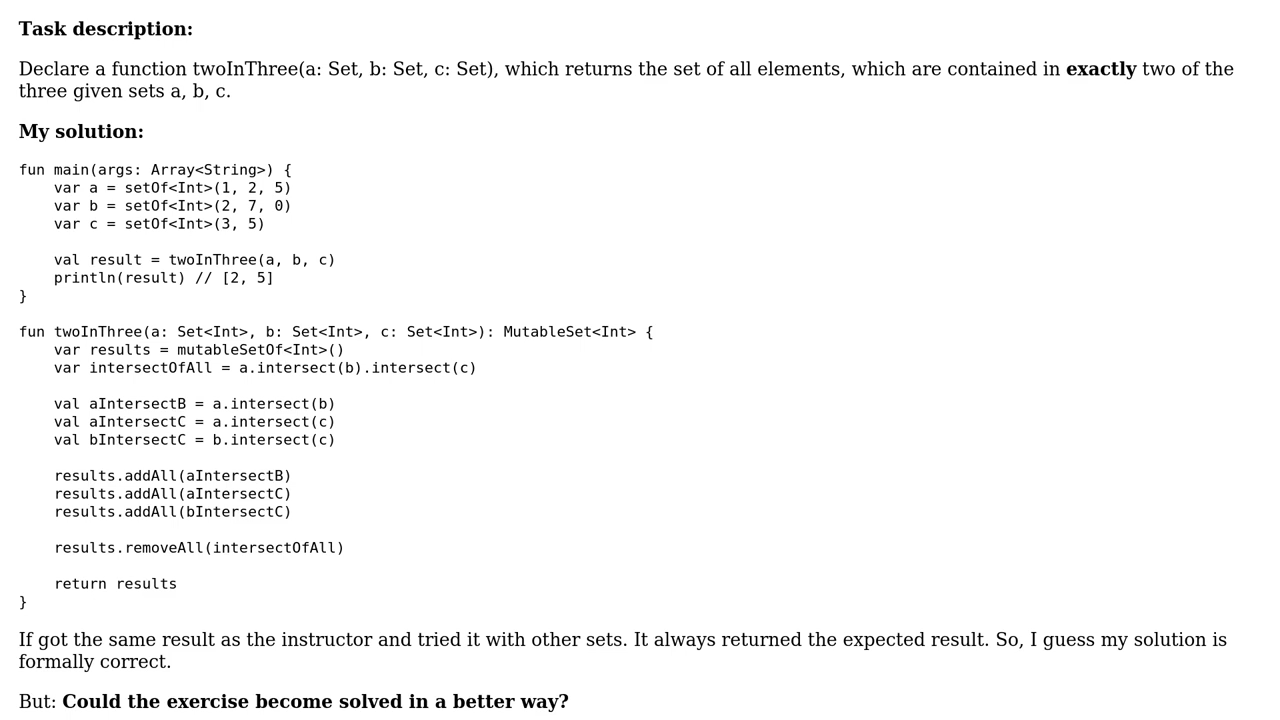 Task description:
Declare a function twoInThree(a: Set, b: Set, c: Set), which returns the set of all elements, which are contained in exactly two of the
three given sets a, b, c.
My solution:
fun main(args: Array<String>) {
    var a = setOf<Int>(1, 2, 5)
    var b = setOf<Int>(2, 7, 0)
    var c = setOf<Int>(3, 5)

    val result = twoInThree(a, b, c)
    println(result) // [2, 5]
}

fun twoInThree(a: Set<Int>, b: Set<Int>, c: Set<Int>): MutableSet<Int> {
    var results = mutableSetOf<Int>()
    var intersectOfAll = a.intersect(b).intersect(c)

    val aIntersectB = a.intersect(b)
    val aIntersectC = a.intersect(c)
    val bIntersectC = b.intersect(c)

    results.addAll(aIntersectB)
    results.addAll(aIntersectC)
    results.addAll(bIntersectC)

    results.removeAll(intersectOfAll)

    return results
}
If got the same result as the instructor and tried it with other sets. It always returned the expected result. So, I guess my solution is
formally correct.
But: Could the exercise become solved in a better way?